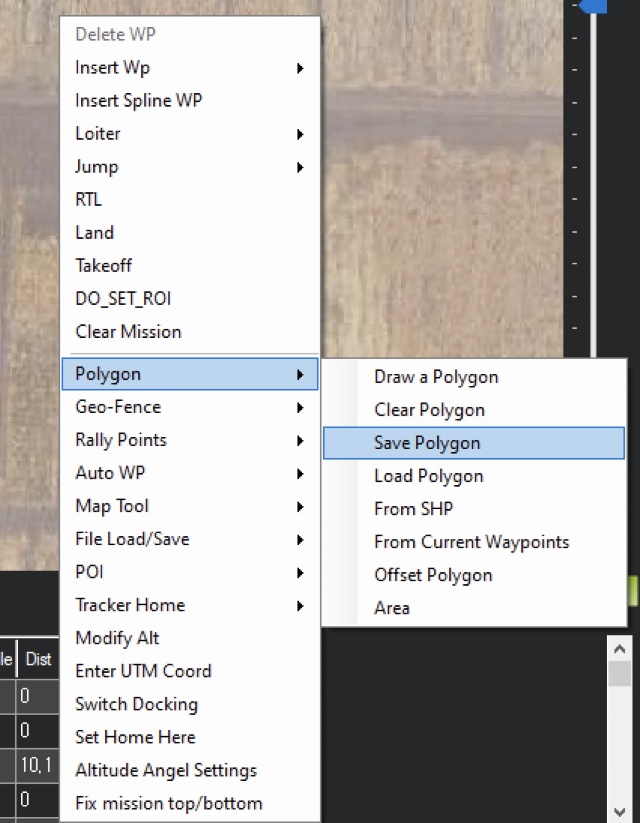 Delete WP
Insert Wp
Insert Spline WP
Loiter
Jump
RTL
Land
Takeoff
DO_SET_ROI
Clear Mission
Polygon
Geo-Fence
Rally Points
Auto WP
Map Tool
File Load/Save
POI
Tracker Home
Modify Alt
Enter UTM Coord
Switch Docking
Set Home Here
Altitude Angel Settings
Fix mission top/bottom
Draw a Polygon
Clear Polygon
Save Polygon
Load Polygon
From SHP
From Current Waypoints
Offset Polygon
Area
le Dist
0
0
10,1
0